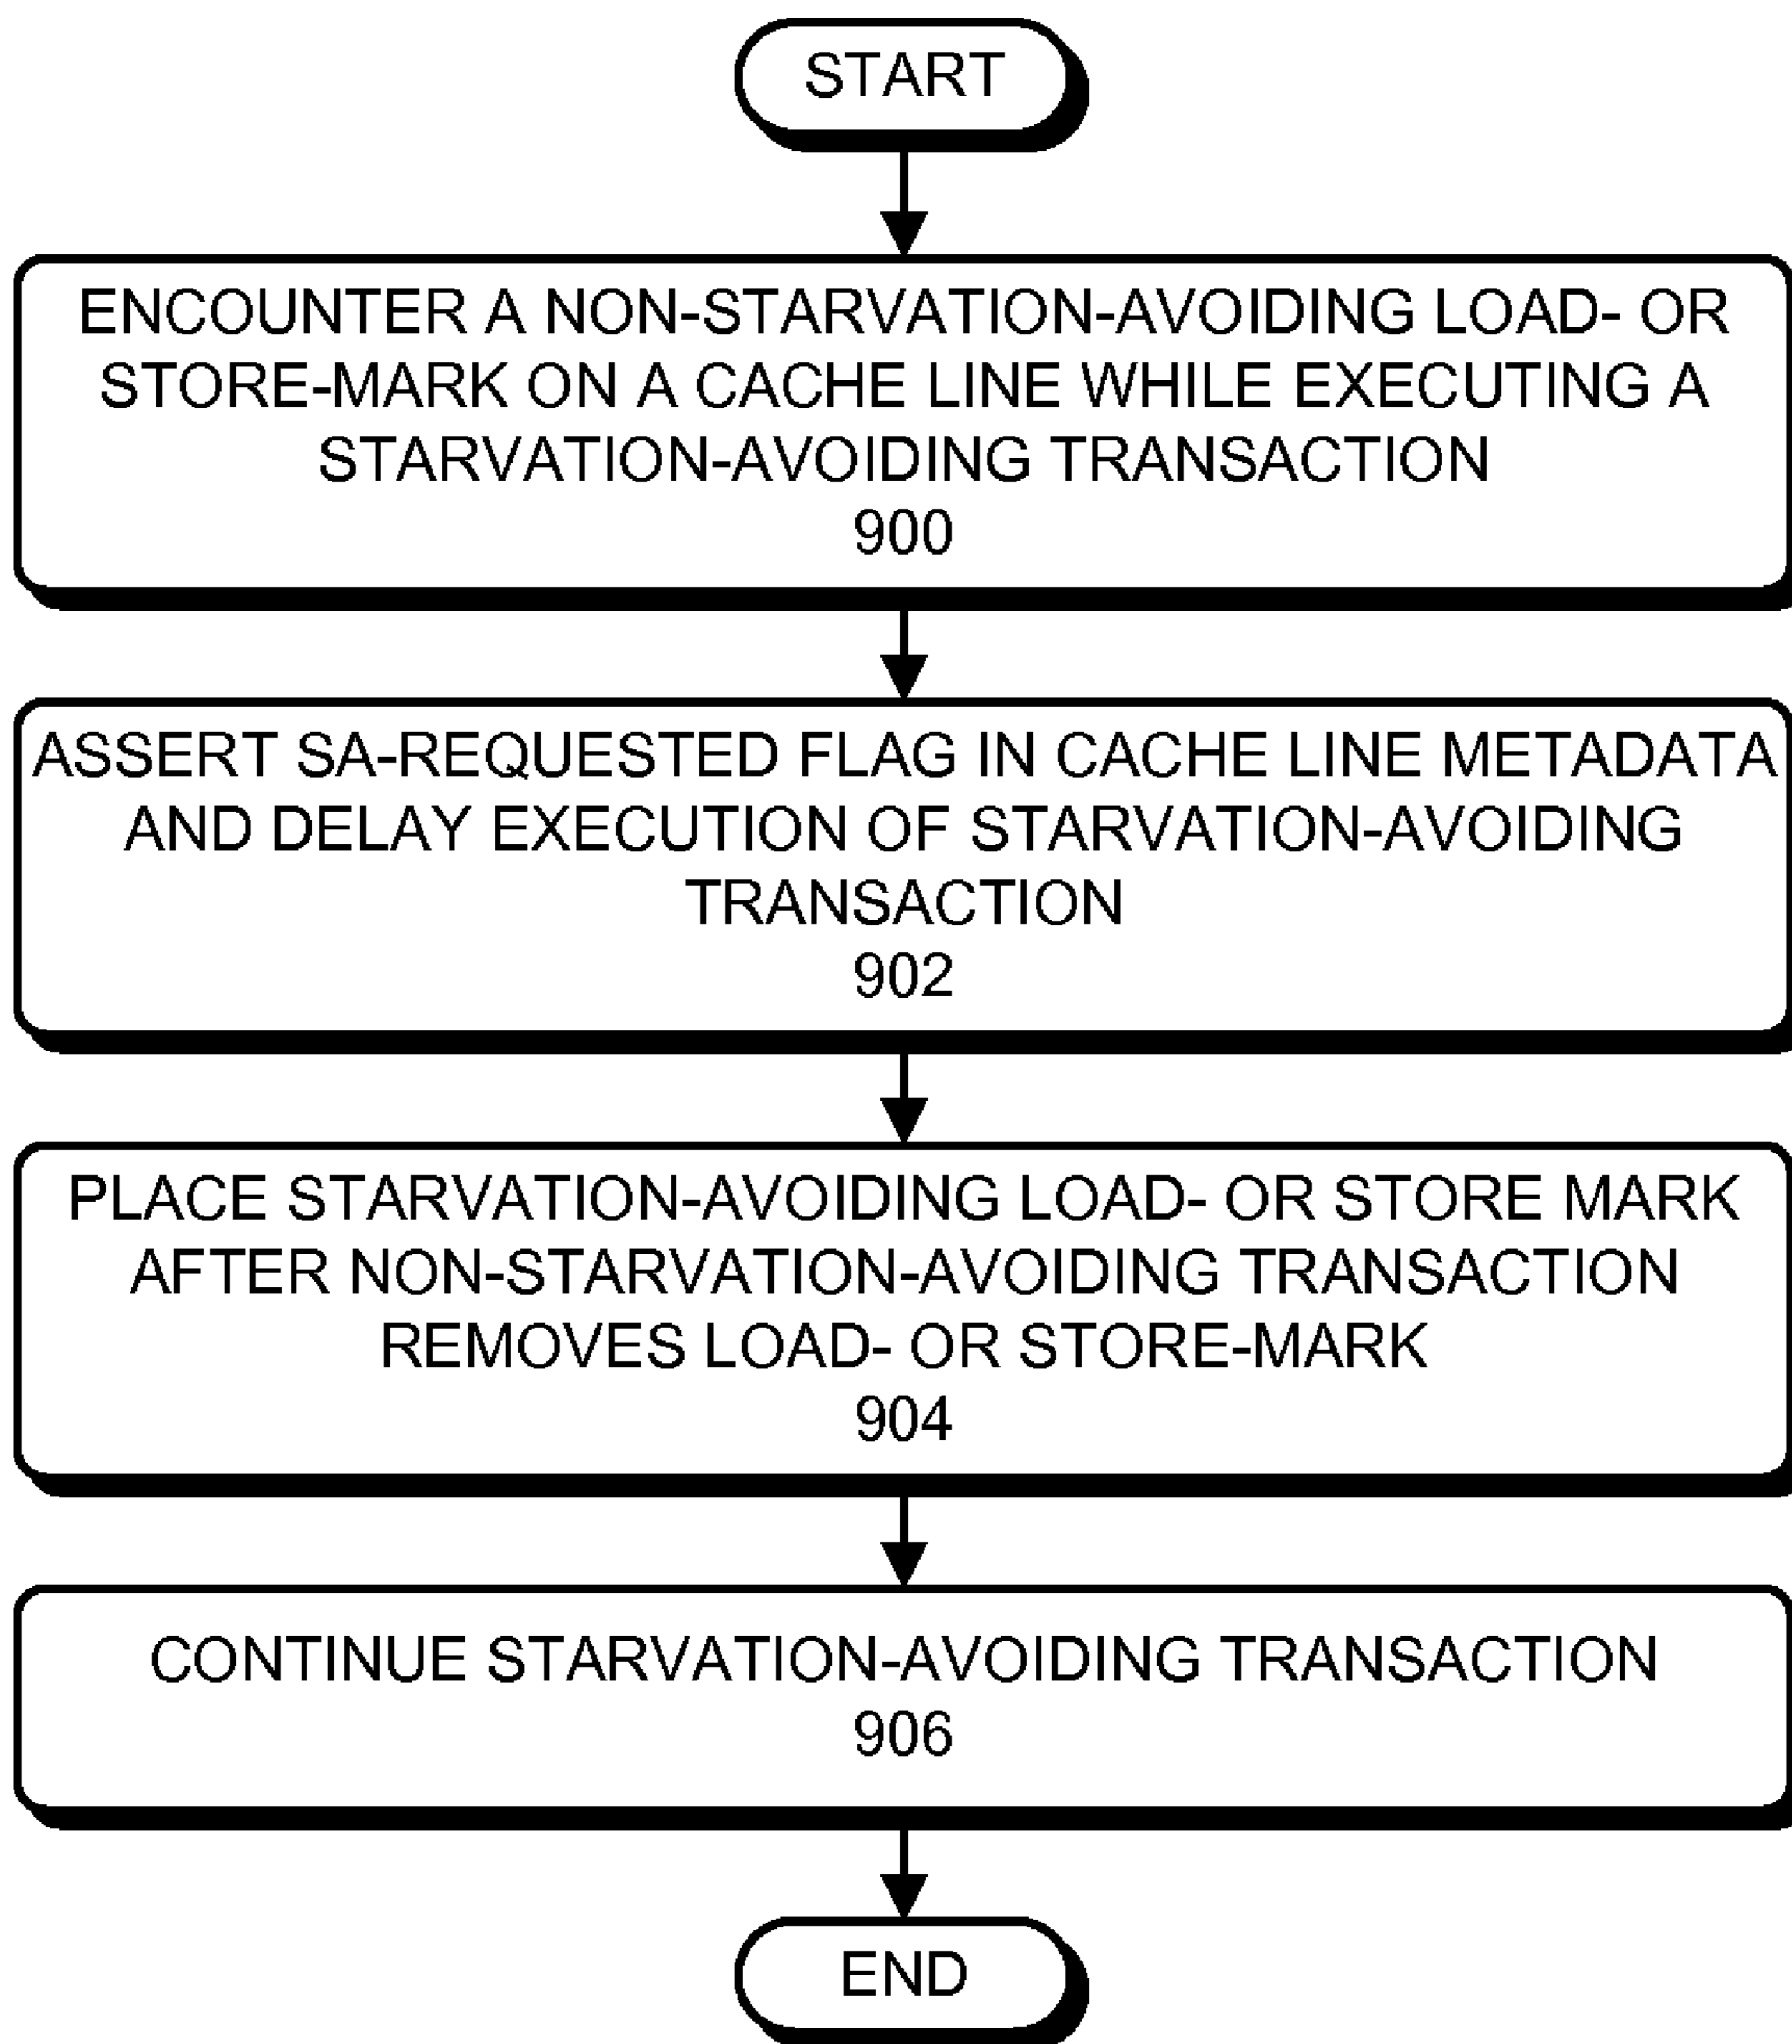 START
ENCOUNTER A NON-STARVATION-AVOIDING LOAD- OR
STORE-MARK ON A CACHE LINE WHILE EXECUTING A
STARVATION-AVOIDING TRANSACTION
900
ASSERT SA-REQUESTED FLAG IN CACHE LINE METADATA
AND DELAY EXECUTION OF STARVATION-AVOIDING
TRANSACTION
902
PLACE STARVATION-AVOIDING LOAD- OR STORE MARK
AFTER NON-STARVATION-AVOIDING TRANSACTION
REMOVES LOAD- OR STORE-MARK
904
CONTINUE STARVATION-AVOIDING TRANSACTION
906
END